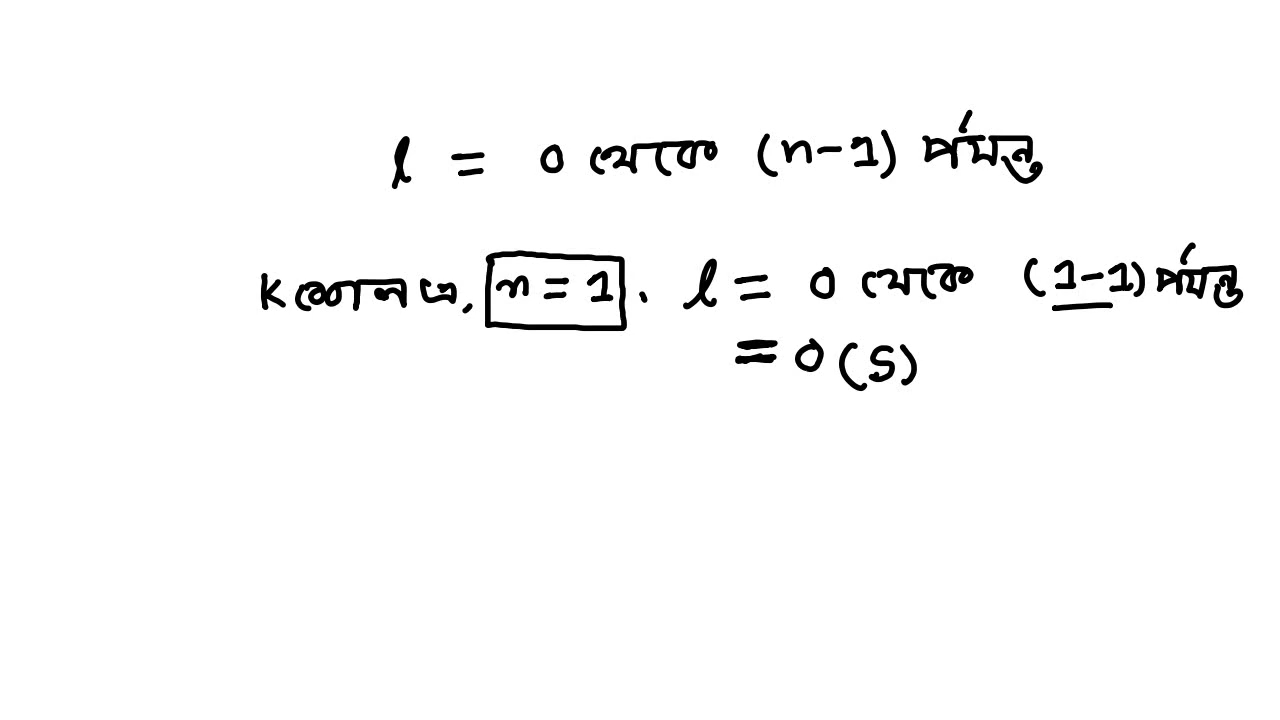 l = 0 থেকে (n-1) পর্যন্ত
K খোলে, n = 1. l = 0 থেকে (1-1) পর্যন্ত
= 0 (S)